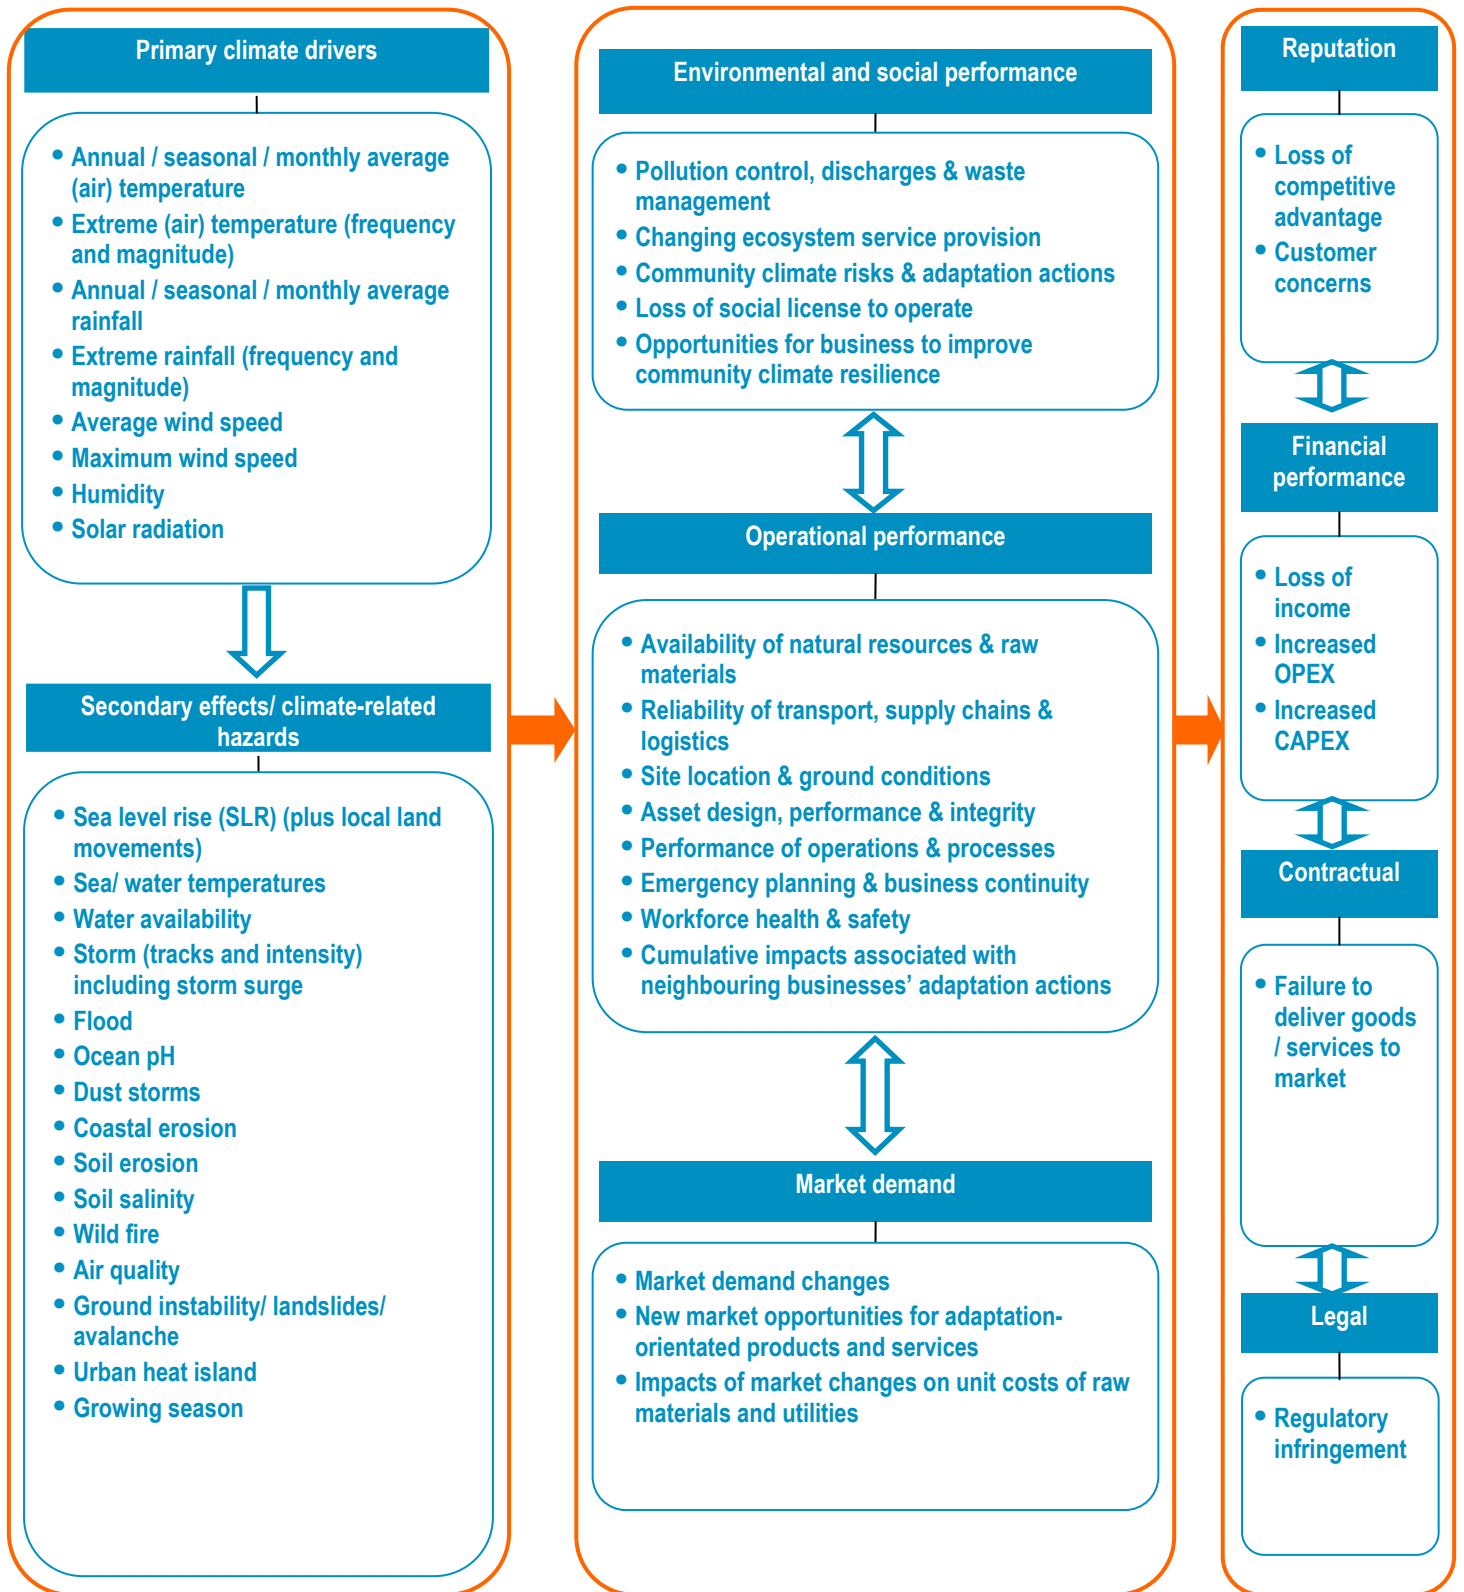 Primary climate drivers
• Annual / seasonal / monthly average
(air) temperature
• Extreme (air) temperature (frequency
and magnitude)
• Annual / seasonal / monthly average
rainfall
• Extreme rainfall (frequency and
magnitude)
• Average wind speed
• Maximum wind speed
• Humidity
• Solar radiation
Secondary effects/ climate-related
hazards
• Sea level rise (SLR) (plus local land
movements)
• Sea/ water temperatures
• Water availability
• Storm (tracks and intensity)
including storm surge
• Flood
• Ocean pH
• Dust storms
• Coastal erosion
• Soil erosion
• Soil salinity
• Wild fire
• Air quality
• Ground instability/ landslides/
avalanche
• Urban heat island
• Growing season
Environmental and social performance
• Pollution control, discharges & waste
management
• Changing ecosystem service provision
• Community climate risks & adaptation actions
• Loss of social license to operate
• Opportunities for business to improve
community climate resilience
Operational performance
• Availability of natural resources & raw
materials
• Reliability of transport, supply chains &
logistics
• Site location & ground conditions
• Asset design, performance & integrity
• Performance of operations & processes
• Emergency planning & business continuity
• Workforce health & safety
• Cumulative impacts associated with
neighbouring businesses’ adaptation actions
Market demand
• Market demand changes
• New market opportunities for adaptation-
orientated products and services
• Impacts of market changes on unit costs of raw
materials and utilities
Reputation
• Loss of
competitive
advantage
• Customer
concerns
Financial
performance
• Loss of
income
• Increased
OPEX
• Increased
CAPEX
Contractual
• Failure to
deliver goods
/ services to
market
Legal
• Regulatory
infringement